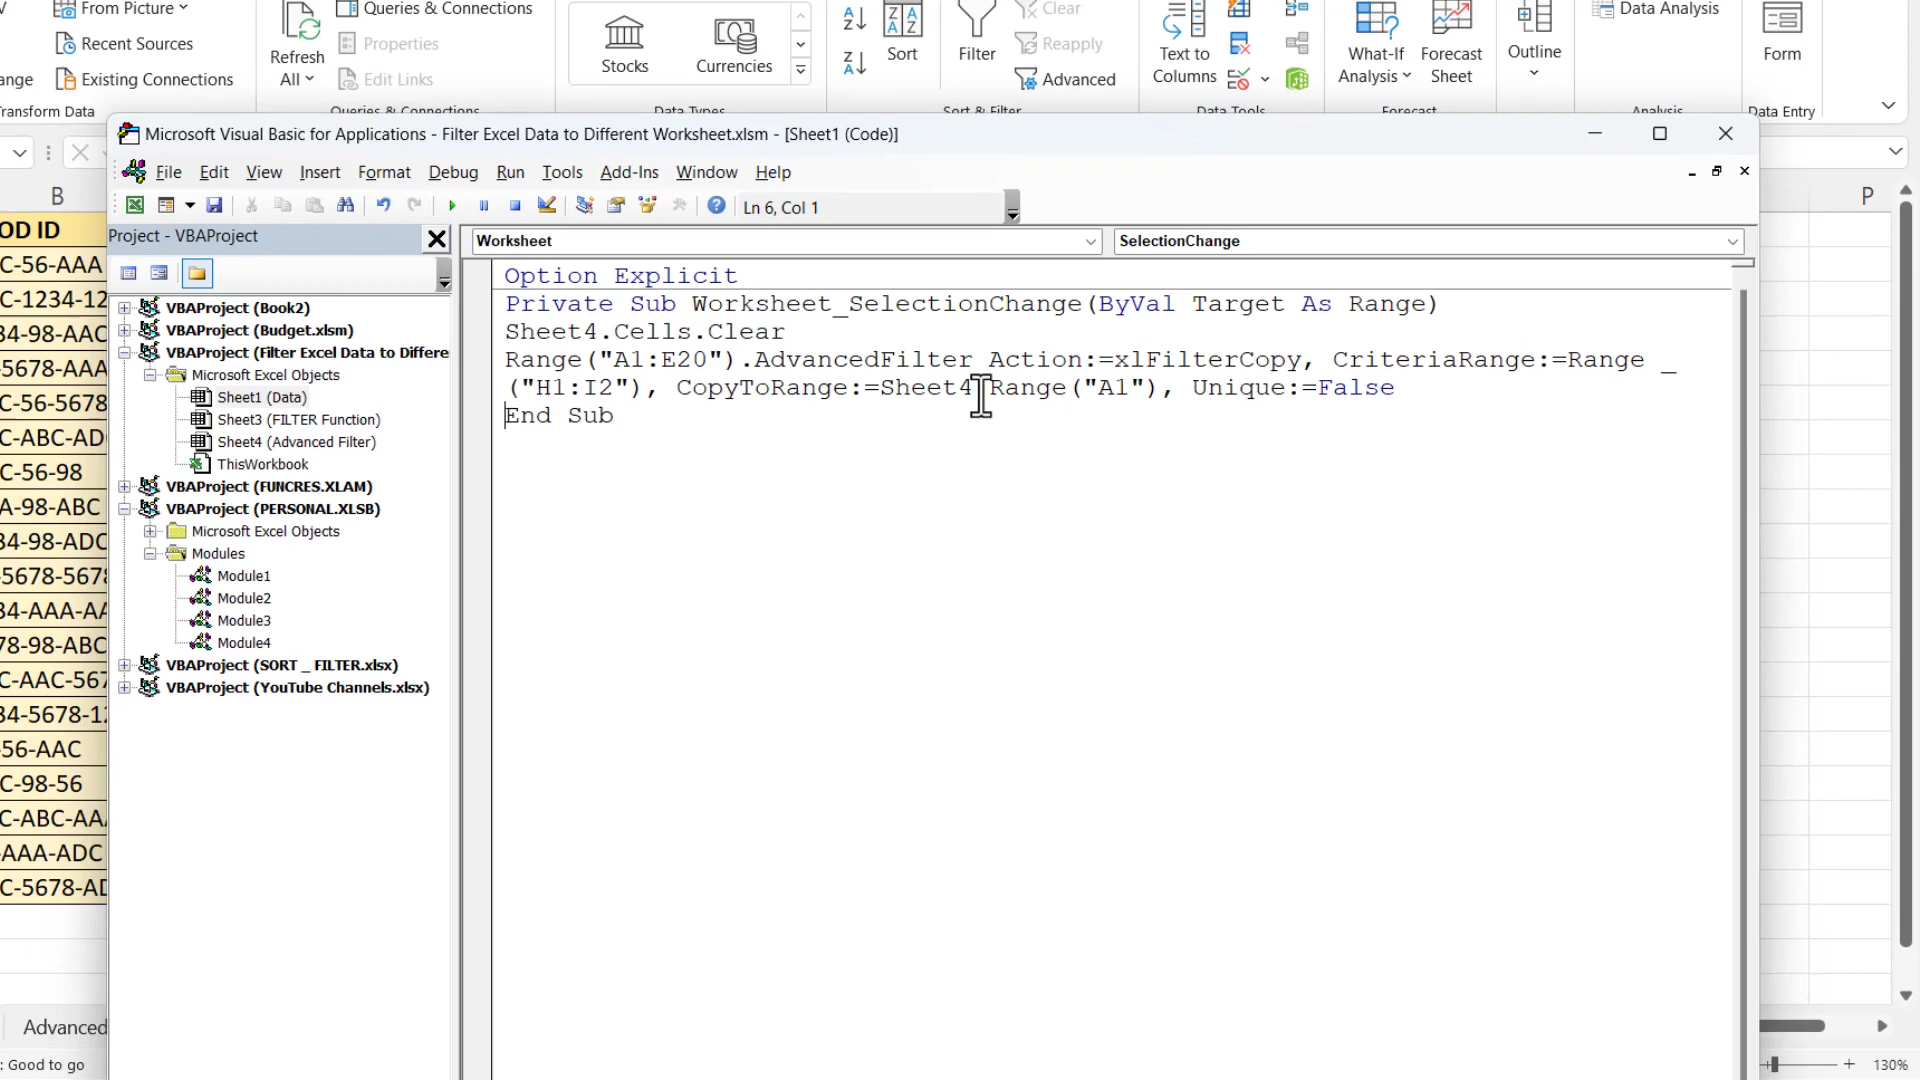 From Picture
Queries & Connections
Clear
Data Analysis
Recent Sources
Properties
Reapply
Refresh
All
Stocks
Currencies
Sort
Filter
Text to
Columns
What-If
Analysis
Forecast
Sheet
Outline
Form
ange
Existing Connections
Edit Links
Advanced
ransform Data
Queries & Connections
Data Types
Sort & Filter
Data Tools
Forecast
Analysis
Data Entry
Microsoft Visual Basic for Applications - Filter Excel Data to Different Worksheet.xlsm - [Sheet1 (Code)]
File Edit View Insert Format Debug Run Tools Add-Ins Window Help
B
P
Ln 6, Col 1
Project - VBAProject
Worksheet
SelectionChange
OD ID
C-56-AAA
C-1234-12
34-98-AAC
5678-AAA
C-56-5678
C-ABC-AD
C-56-98
A-98-ABC
34-98-ADC
-5678-5678
34-AAA-AA
78-98-ABC
C-AAC-567
34-5678-12
-56-AAC
C-98-56
C-ABC-AAA
-AAA-ADC
C-5678-AD
VBAProject (Book2)
VBAProject (Budget.xlsm)
VBAProject (Filter Excel Data to Differe
Microsoft Excel Objects
Sheet1 (Data)
Sheet3 (FILTER Function)
Sheet4 (Advanced Filter)
ThisWorkbook
VBAProject (FUNCRES.XLAM)
VBAProject (PERSONAL.XLSB)
Microsoft Excel Objects
Modules
Module1
Module2
Module3
Module4
VBAProject (SORT _ FILTER.xlsx)
VBAProject (YouTube Channels.xlsx)
Option Explicit
Private Sub Worksheet_SelectionChange(ByVal Target As Range)
Sheet4.Cells.Clear
Range("A1:E20").AdvancedFilter Action:=xlFilterCopy, CriteriaRange:=Range _
("H1:I2"), CopyToRange:=Sheet4.Range("A1"), Unique:=False
End Sub
Advanced
: Good to go
130%